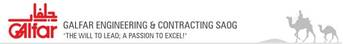 جلفار
Galfar
GALFAR ENGINEERING & CONTRACTING SAOG
"THE WILL TO LEAD; A PASSION TO EXCEL!"